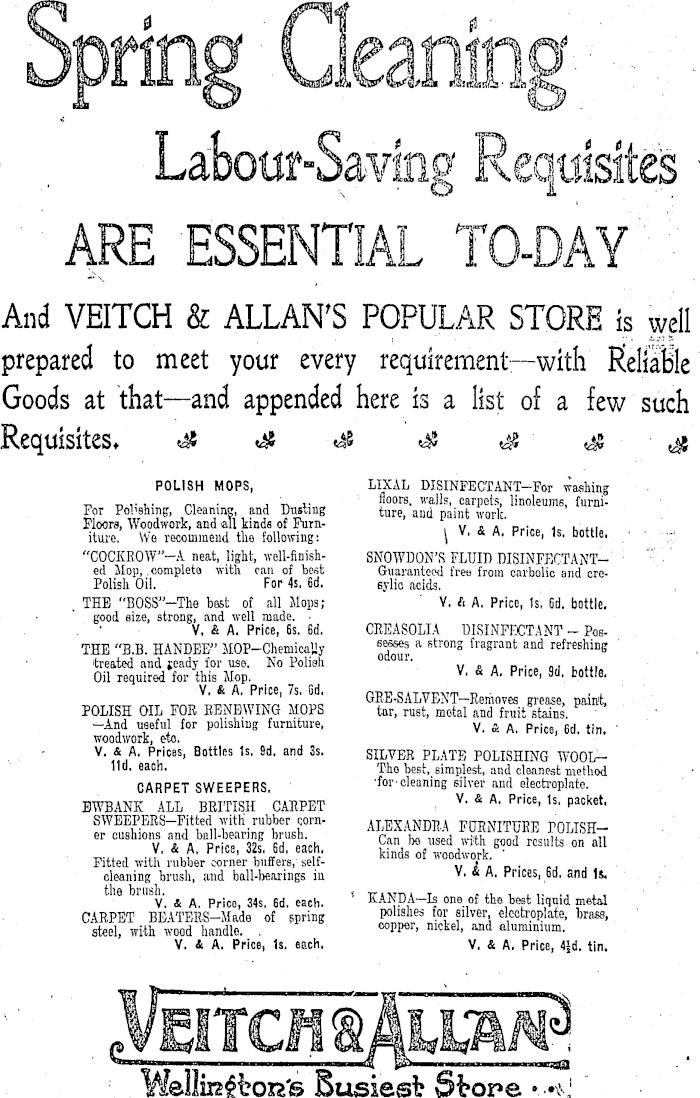 Spring Cleaning
Labour-Saving Requisites
ARE ESSENTIAL TO-DAY
And VEITCH & ALLAN'S POPULAR STORE is well
prepared to meet your every requirement—with Reliable
Goods at that—and appended here is a list of a few such
Requisites.
POLISH MOPS,
For Polishing, Cleaning, and Dusting
Floors, Woodwork, and all kinds of Furn-
iture. We recommend the following:
"COCKROW"—A neat, light, well-finish-
ed Mop, complete with can of best
Polish Oil. For 4s. 6d.
THE "BOSS"—The best of all Mops;
good size, strong, and well made.
V. & A. Price, 6s. 6d.
THE "B.B. HANDEE" MOP—Chemically
treated and ready for use. No Polish
Oil required for this Mop.
V. & A. Price, 7s. 6d.
POLISH OIL FOR RENEWING MOPS
—And useful for polishing furniture,
woodwork, etc.
V. & A. Prices, Bottles 1s. 9d. and 3s.
11d. each.
CARPET SWEEPERS.
EWBANK ALL BRITISH CARPET
SWEEPERS—Fitted with rubber corn-
er cushions and ball-bearing brush.
V. & A. Price, 32s. 6d. each.
Fitted with rubber corner buffers, self-
cleaning brush, and ball-bearings in
the brush.
V. & A. Price, 34s. 6d. each.
CARPET BEATERS—Made of spring
steel, with wood handle.
V. & A. Price, 1s. each.
LIXAL DISINFECTANT—For washing
floors, walls, carpets, linoleums, furni-
ture, and paint work.
V. & A. Price, 1s. bottle.
SNOWDON'S FLUID DISINFECTANT—
Guaranteed free from carbolic and cre-
sylic acids.
V. & A. Price, 1s. 6d. bottle.
CREASOLIA DISINFECTANT — Pos-
sesses a strong fragrant and refreshing
odour.
V. & A. Price, 9d. bottle.
GRE-SALVENT—Removes grease, paint,
tar, rust, metal and fruit stains.
V. & A. Price, 6d. tin.
SILVER PLATE POLISHING WOOL—
The best, simplest, and cleanest method
for cleaning silver and electroplate.
V. & A. Price, 1s. packet.
ALEXANDRA FURNITURE POLISH—
Can be used with good results on all
kinds of woodwork.
V. & A. Prices, 6d. and 1s.
KANDA—Is one of the best liquid metal
polishes for silver, electroplate, brass,
copper, nickel, and aluminium.
V. & A. Price, 4½d. tin.
VEITCH & ALLAN
Wellington's Busiest Store